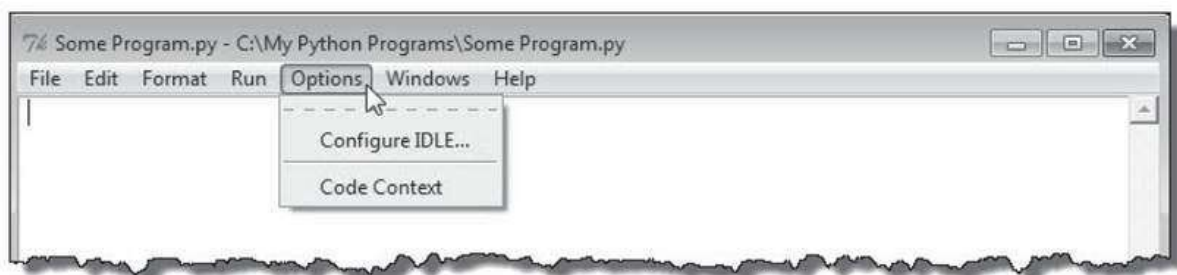 Some Program.py - C:\My Python Programs\Some Program.py
File Edit Format Run Options Windows Help
Configure IDLE...
Code Context